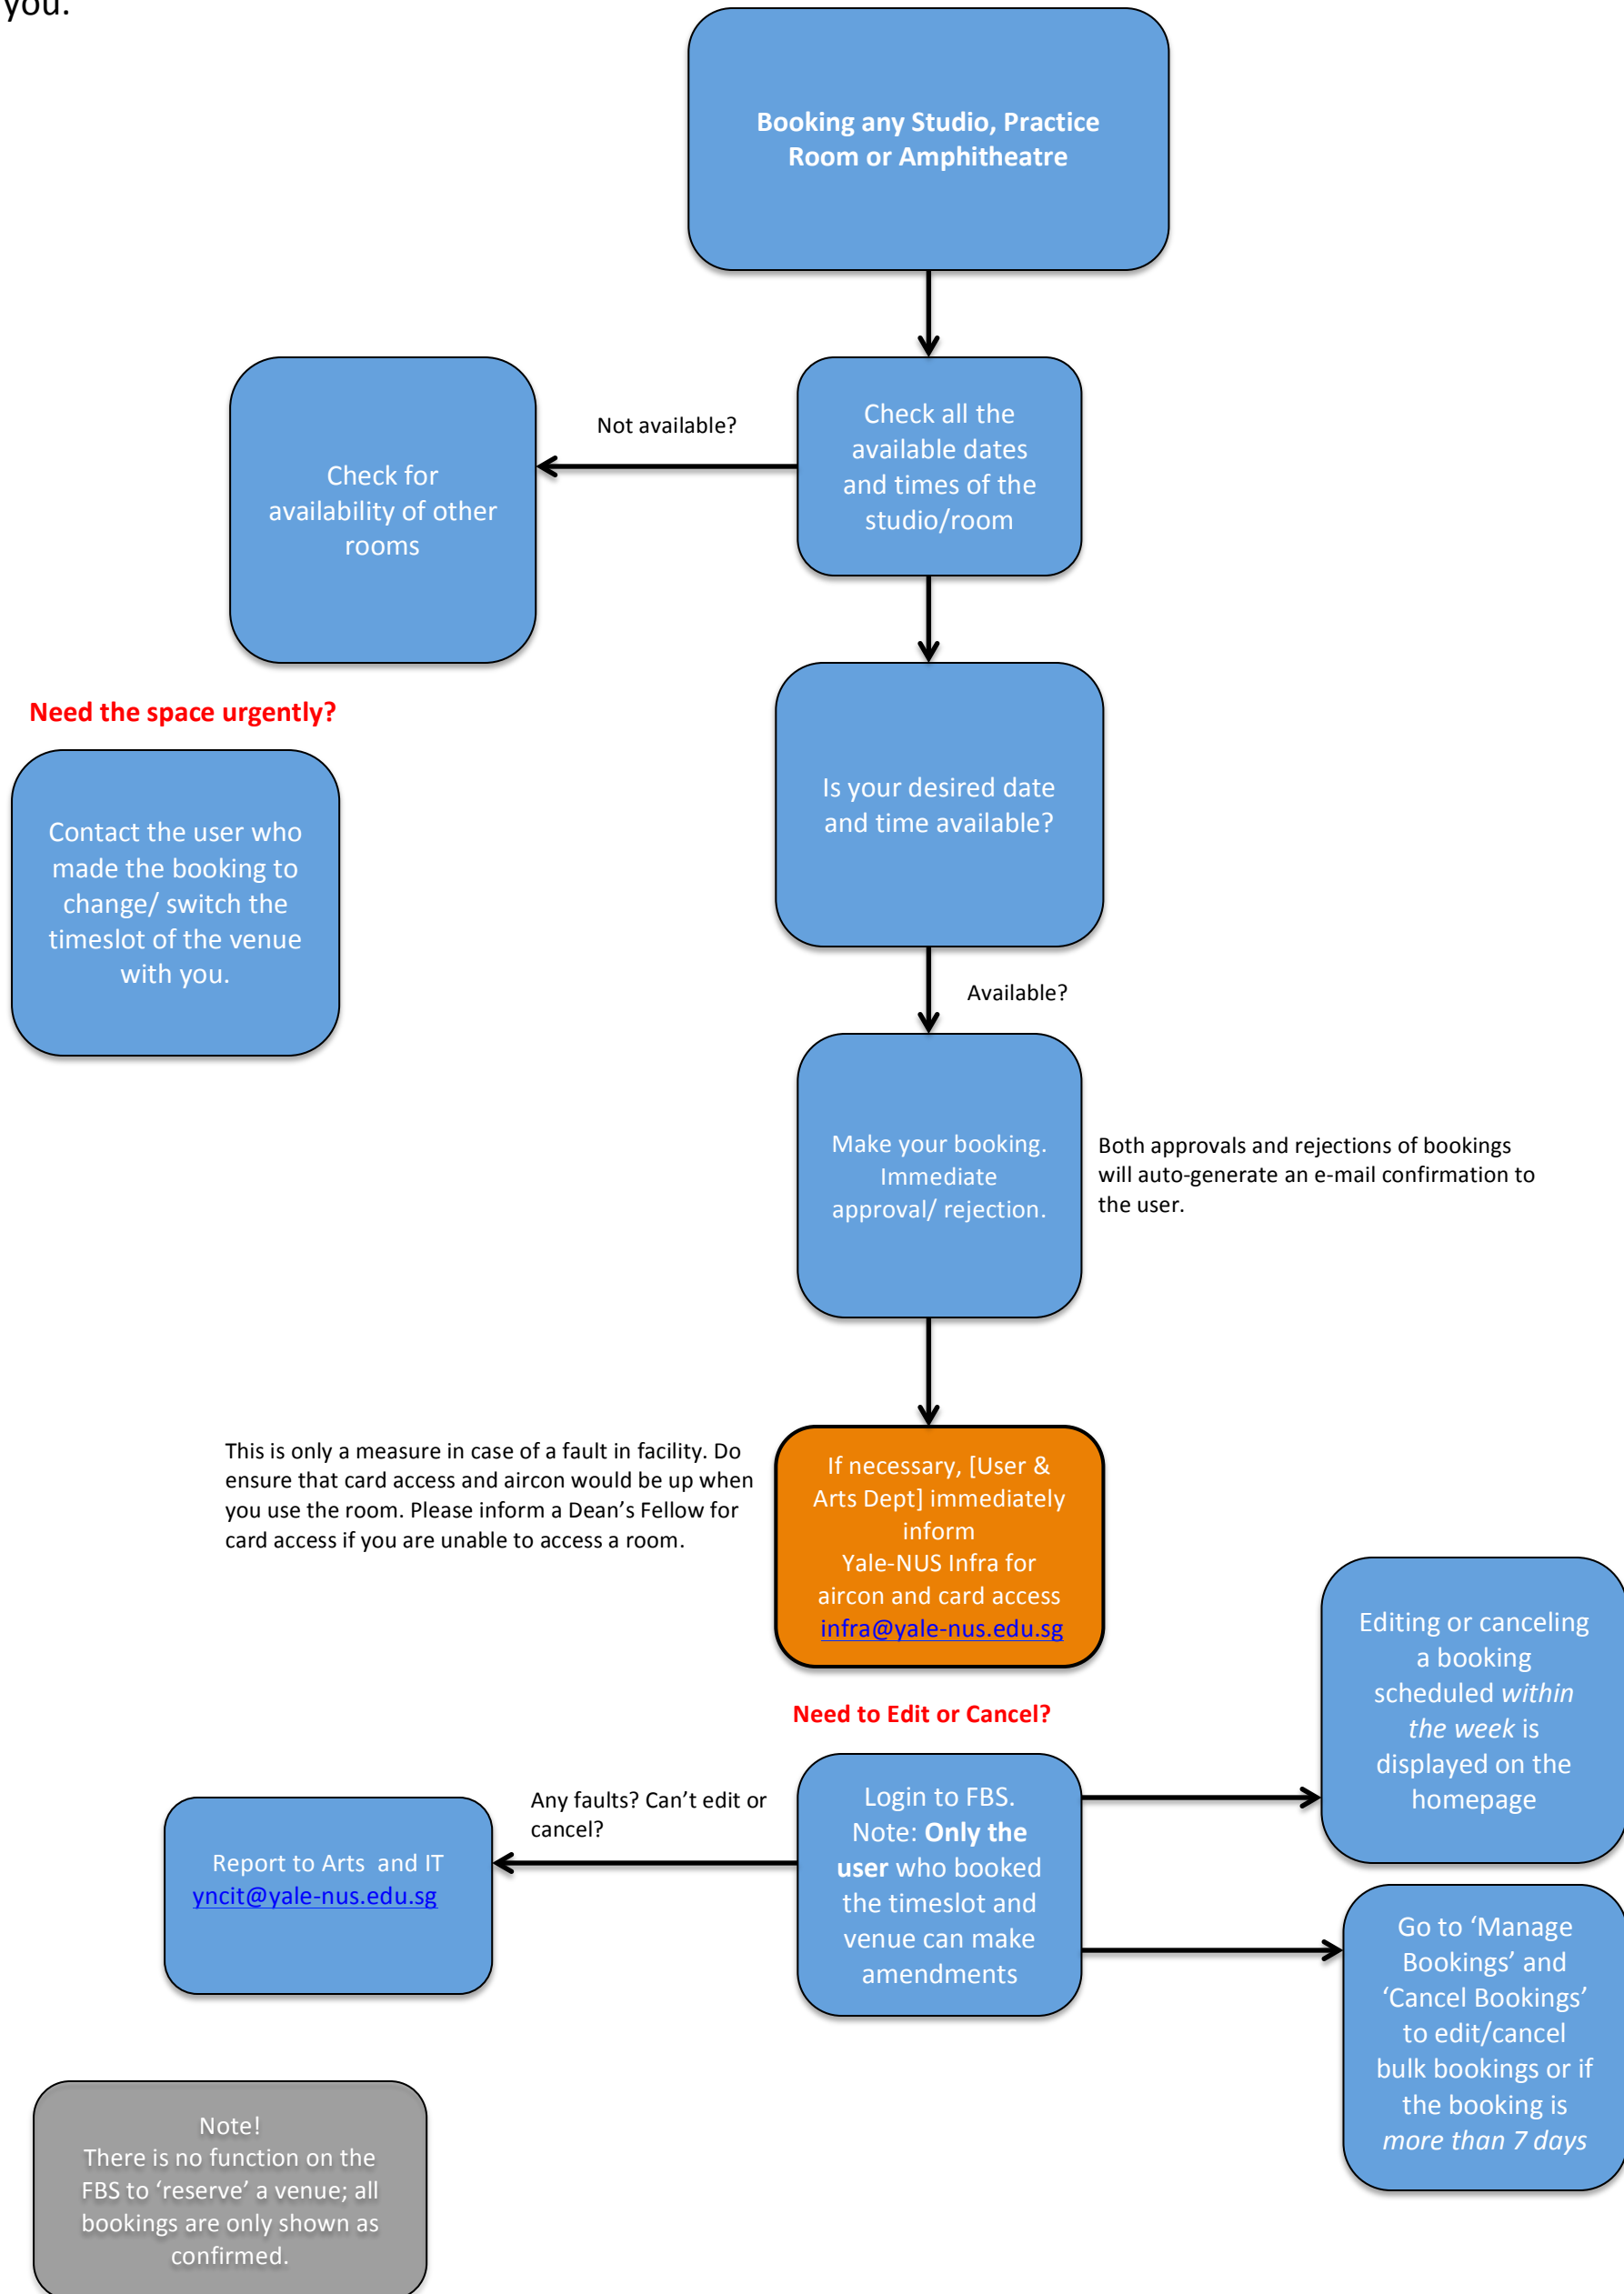 you.
Booking any Studio, Practice
Room or Amphitheatre
Not available?
Check all the
available dates
and times of the
studio/room
Check for
availability of other
rooms
Need the space urgently?
Contact the user who
made the booking to
change/ switch the
timeslot of the venue
with you.
Is your desired date
and time available?
Available?
Make your booking.
Immediate
approval/ rejection.
Both approvals and rejections of bookings
will auto-generate an e-mail confirmation to
the user.
This is only a measure in case of a fault in facility. Do
ensure that card access and aircon would be up when
you use the room. Please inform a Dean’s Fellow for
card access if you are unable to access a room.
If necessary, [User &
Arts Dept] immediately
inform
Yale-NUS Infra for
aircon and card access
infra@yale-nus.edu.sg
Need to Edit or Cancel?
Login to FBS.
Note: Only the
user who booked
the timeslot and
venue can make
amendments
Any faults? Can’t edit or
cancel?
Report to Arts  and IT
yncit@yale-nus.edu.sg
Editing or canceling
a booking
scheduled within
the week is
displayed on the
homepage
Go to ‘Manage
Bookings’ and
‘Cancel Bookings’
to edit/cancel
bulk bookings or if
the booking is
more than 7 days
Note!
There is no function on the
FBS to ‘reserve’ a venue; all
bookings are only shown as
confirmed.